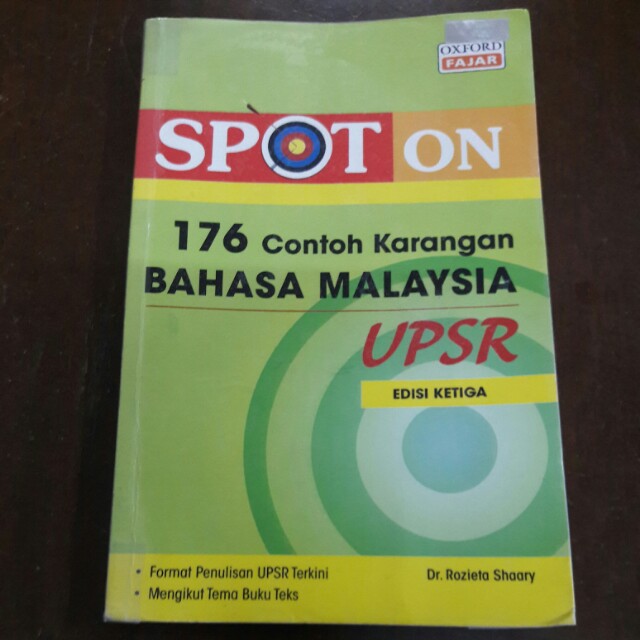 OXFORD
FAJAR
SPOT ON
176 Contoh Karangan
BAHASA MALAYSIA
UPSR
EDISI KETIGA
• Format Penulisan UPSR Terkini
• Mengikut Tema Buku Teks
Dr. Rozieta Shaary